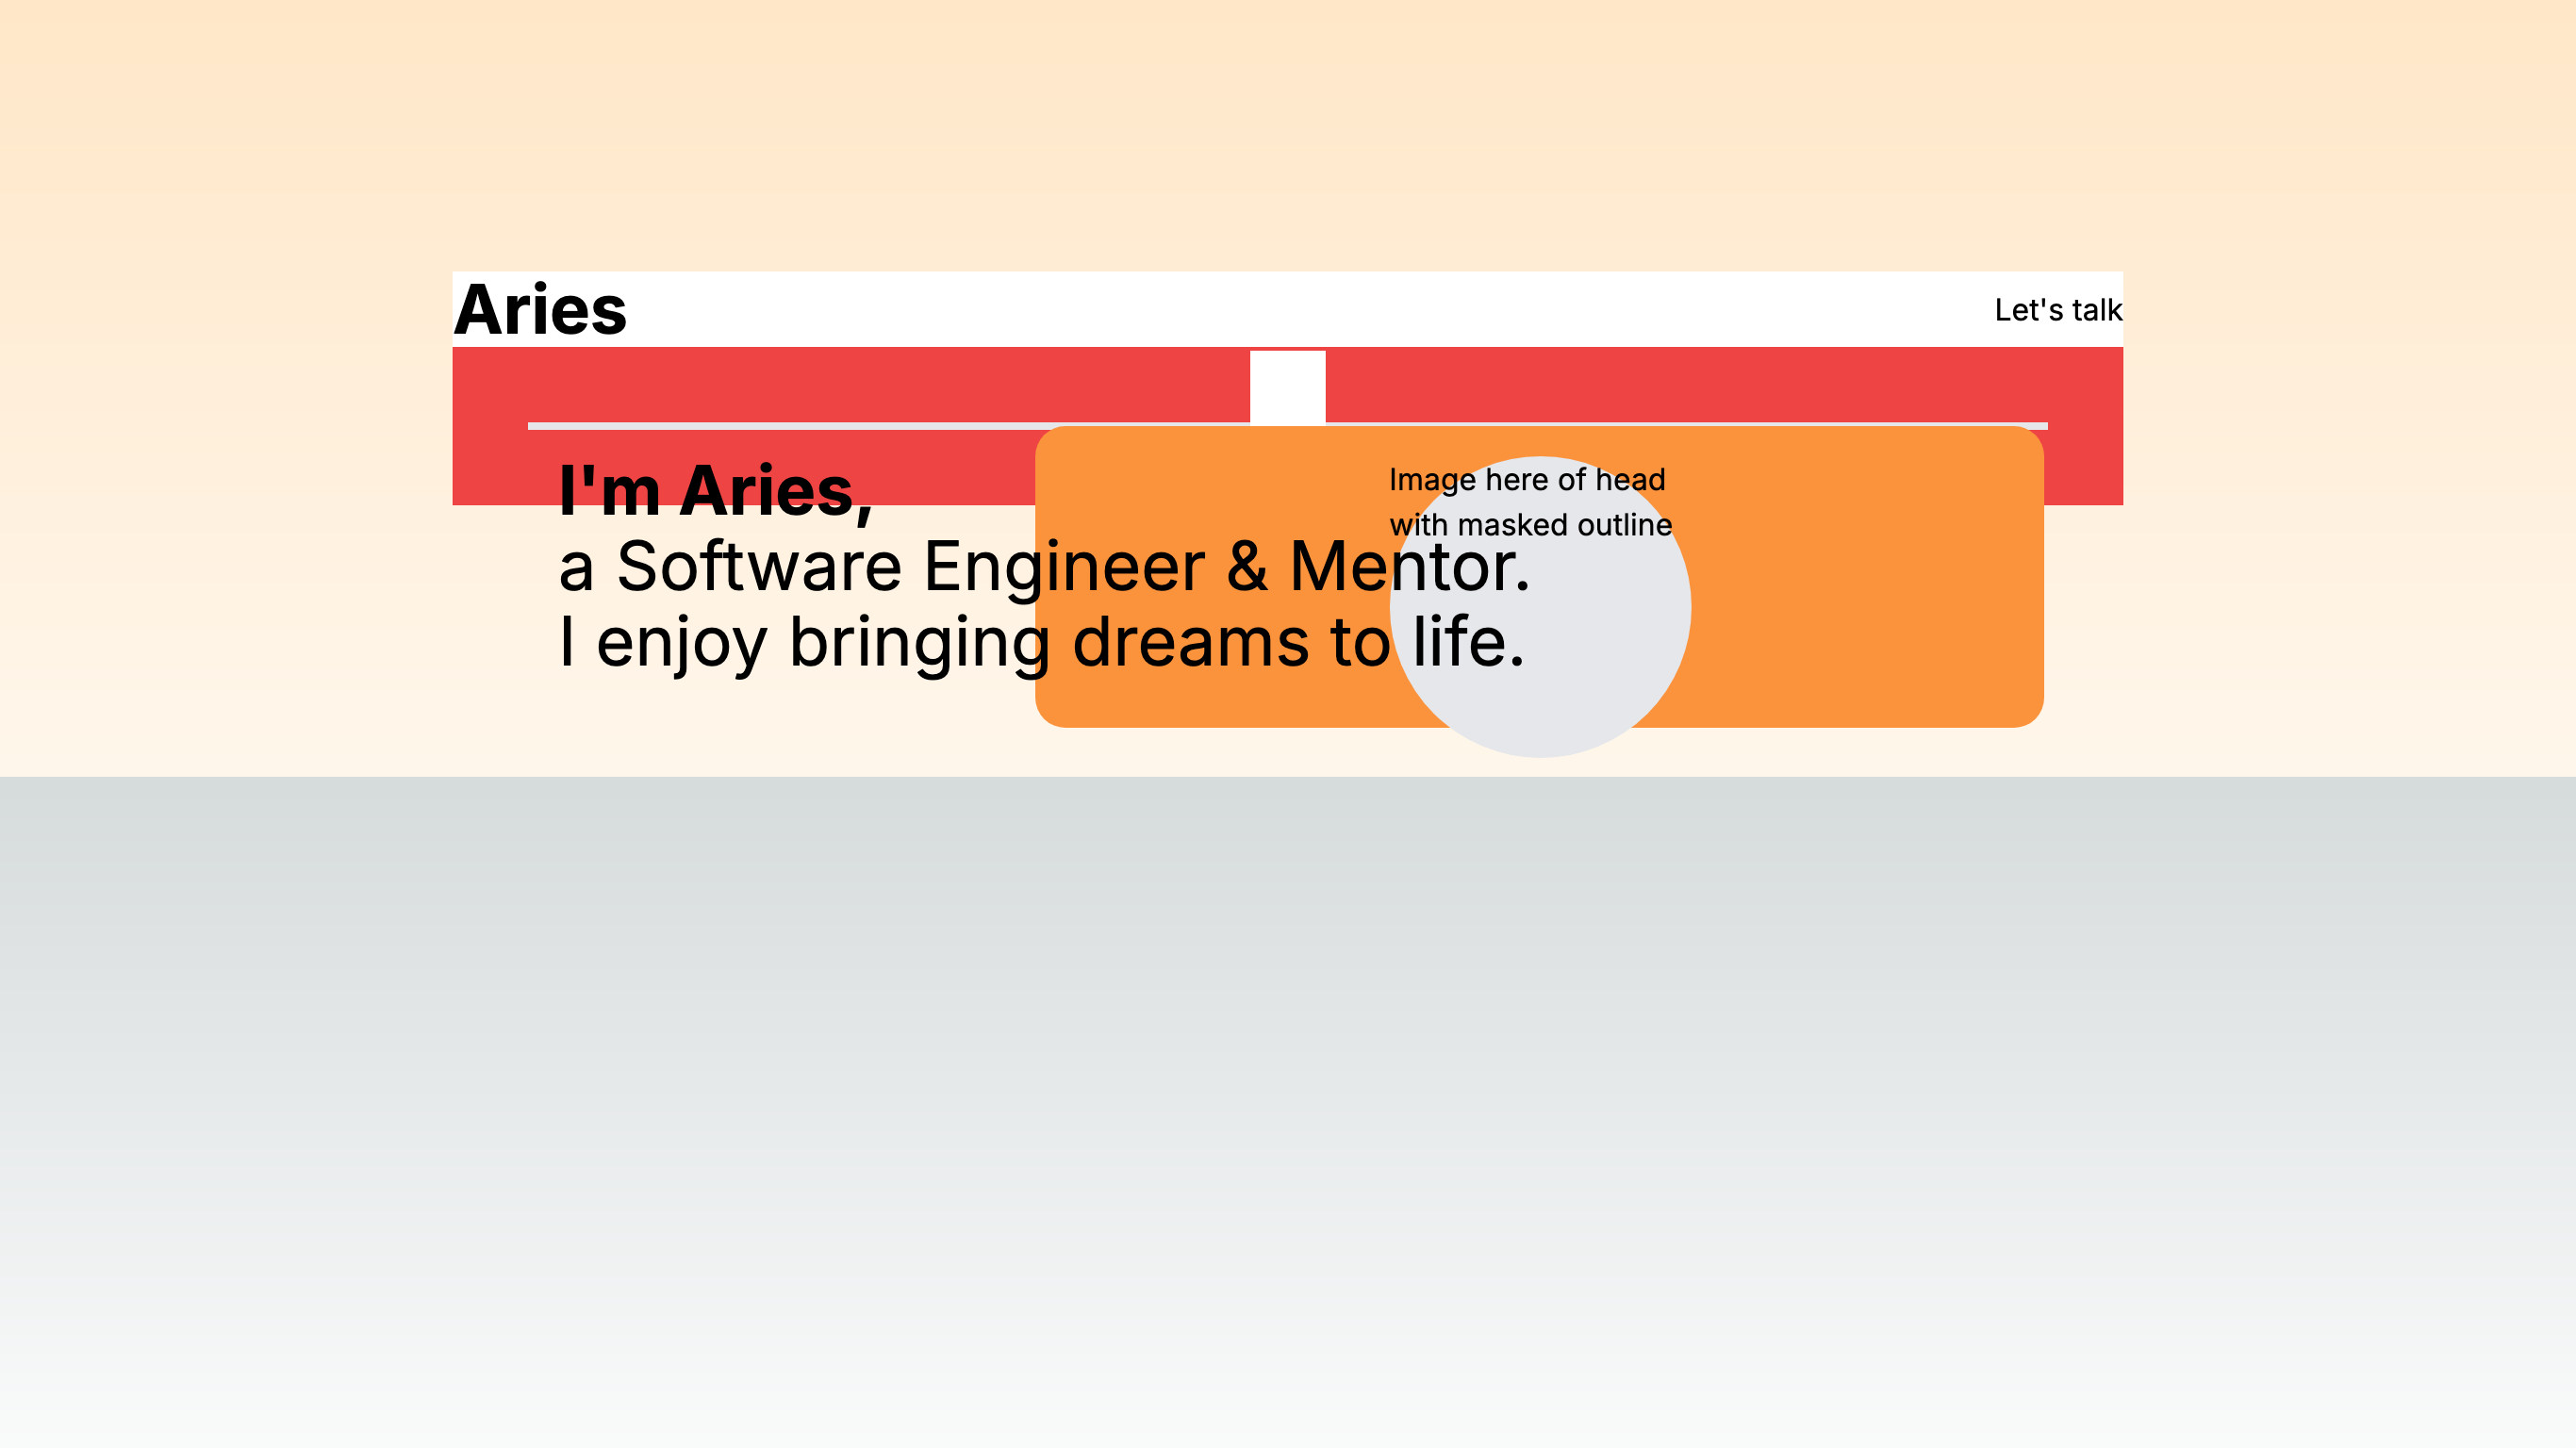 Aries
Let's talk
I'm Aries,
a Software Engineer & Mentor.
I enjoy bringing dreams to life.
Image here of head
with masked outline